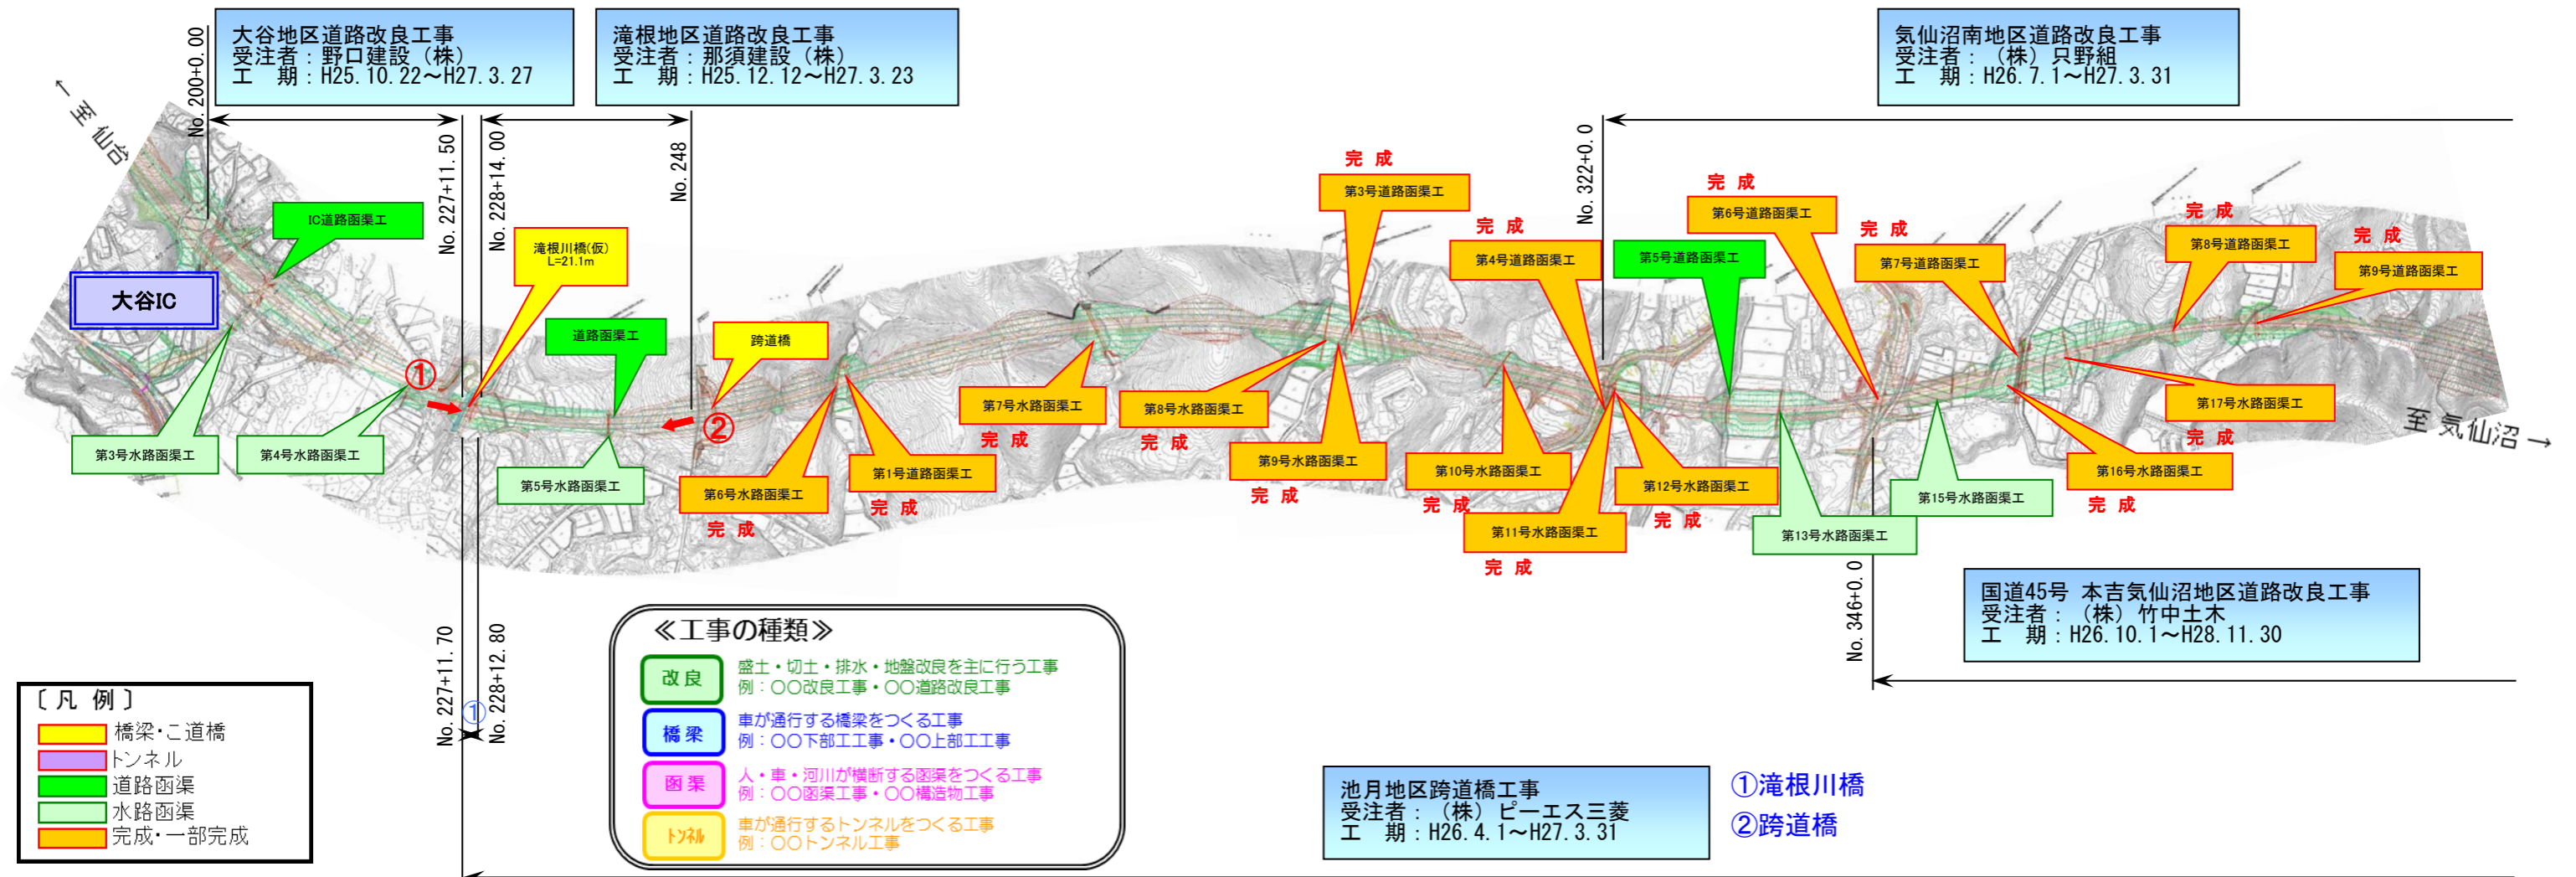 大谷地区道路改良工事
受注者：野口建設（株）
工　期：H25.10.22～H27.3.27
滝根地区道路改良工事
受注者：那須建設（株）
工　期：H25.12.12～H27.3.23
気仙沼南地区道路改良工事
受注者：（株）只野組
工　期：H26.7.1～H27.3.31
←至 仙台
No.200+0.00
No.227+11.50
No.228+14.00
No.248
No.322+0.0
IC道路函渠工
大谷IC
滝根川橋(仮)
L=21.1m
道路函渠工
跨道橋
①
②
第3号水路函渠工
第4号水路函渠工
第5号水路函渠工
第6号水路函渠工
完 成
第1号道路函渠工
完 成
第7号水路函渠工
完 成
第8号水路函渠工
完 成
完 成
第3号道路函渠工
第9号水路函渠工
完 成
完 成
第4号道路函渠工
第10号水路函渠工
完 成
第11号水路函渠工
完 成
第12号水路函渠工
完 成
第5号道路函渠工
完 成
第6号道路函渠工
第13号水路函渠工
完 成
第7号道路函渠工
第15号水路函渠工
第16号水路函渠工
完 成
第17号水路函渠工
完 成
完 成
第8号道路函渠工
完 成
第9号道路函渠工
至 気仙沼→
No.227+11.70
①
No.228+12.80
No.346+0.0
国道45号 本吉気仙沼地区道路改良工事
受注者：（株）竹中土木
工　期：H26.10.1～H28.11.30
≪工事の種類≫
改良
盛土・切土・排水・地盤改良を主に行う工事
例：〇〇改良工事・〇〇道路改良工事
橋梁
車が通行する橋梁をつくる工事
例：〇〇下部工工事・〇〇上部工工事
函渠
人・車・河川が横断する函渠をつくる工事
例：〇〇函渠工事・〇〇構造物工事
トンネル
車が通行するトンネルをつくる工事
例：〇〇トンネル工事
〔凡 例〕
橋梁・こ道橋
トンネル
道路函渠
水路函渠
完成・一部完成
池月地区跨道橋工事
受注者：（株）ピーエス三菱
工　期：H26.4.1～H27.3.31
①滝根川橋
②跨道橋